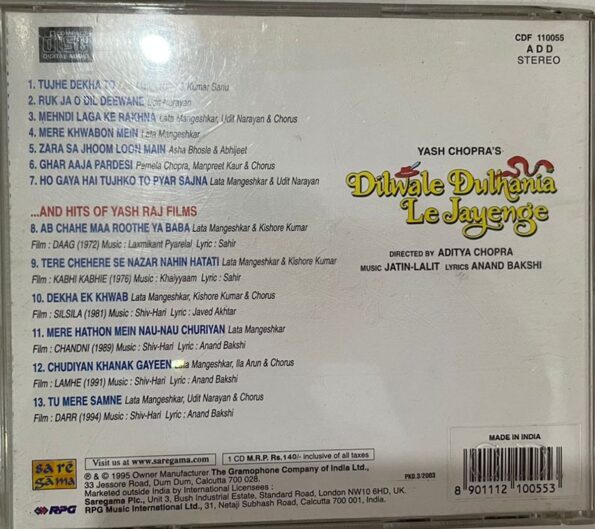 COMPACT
disc
DIGITAL AUDIO
CDF 110055
ADD
STEREO
1. TUJHE DEKHA TO Kumar Sanu
2. RUK JA O DIL DEEWANE Udit Narayan
3. MEHNDI LAGA KE RAKHNA Lata Mangeshkar, Udit Narayan & Chorus
4. MERE KHWABON MEIN Lata Mangeshkar
5. ZARA SA JHOOM LOON MAIN Asha Bhosle & Abhijeet
6. GHAR AAJA PARDESI Pamela Chopra, Manpreet Kaur & Chorus
7. HO GAYA HAI TUJHKO TO PYAR SAJNA Lata Mangeshkar & Udit Narayan
...AND HITS OF YASH RAJ FILMS
8. AB CHAHE MAA ROOTHE YA BABA Lata Mangeshkar & Kishore Kumar
Film : DAAG (1972) Music : Laxmikant Pyarelal Lyric : Sahir
9. TERE CHEHERE SE NAZAR NAHIN HATATI Lata Mangeshkar & Kishore Kumar
Film : KABHI KABHIE (1976) Music : Khaiyyaam Lyric : Sahir
10. DEKHA EK KHWAB Lata Mangeshkar, Kishore Kumar & Chorus
Film : SILSILA (1981) Music : Shiv-Hari Lyric : Javed Akhtar
11. MERE HATHON MEIN NAU-NAU CHURIYAN Lata Mangeshkar
Film : CHANDNI (1989) Music : Shiv-Hari Lyric : Anand Bakshi
12. CHUDIYAN KHANAK GAYEEN Lata Mangeshkar, Ila Arun & Chorus
Film : LAMHE (1991) Music : Shiv-Hari Lyric : Anand Bakshi
13. TU MERE SAMNE Lata Mangeshkar, Udit Narayan & Chorus
Film : DARR (1994) Music : Shiv-Hari Lyric : Anand Bakshi
YASH CHOPRA'S
Dilwale Dulhania
Le Jayenge
DIRECTED BY ADITYA CHOPRA
MUSIC JATIN-LALIT LYRICS ANAND BAKSHI
sa re
ga ma
RPG
Visit us at www.saregama.com
1 CD M.R.P. Rs.140/- inclusive of all taxes
℗ & © 1995 Owner Manufacturer The Gramophone Company of India Ltd.,
33 Jessore Road, Dum Dum, Calcutta 700 028.
PKD.3/2003
Marketed outside India by International Licensees :
Saregama Plc., Unit 3, Bush Industrial Estate, Standard Road, London NW10 6HD, UK.
RPG Music International Ltd., 31, Netaji Subhash Road, Calcutta 700 001, India.
MADE IN INDIA
8 901112 100553